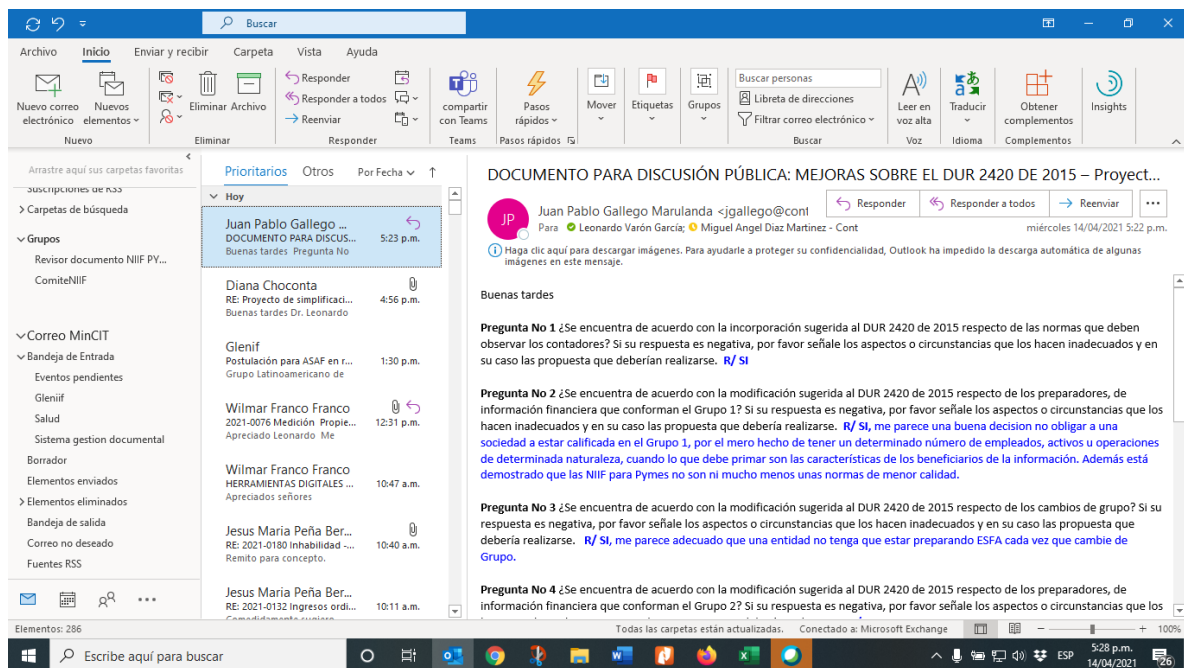 Buscar
Archivo Inicio Enviar y recibir Carpeta Vista Ayuda
Nuevo correo electrónico
Nuevos elementos
Nuevo
Eliminar Archivo
Eliminar
Responder
Responder a todos
Reenviar
Responder
compartir con Teams
Teams
Pasos rápidos
Pasos rápidos
Mover
Etiquetas
Grupos
Buscar personas
Libreta de direcciones
Filtrar correo electrónico
Buscar
Leer en voz alta
Voz
Traducir
Idioma
Obtener complementos
Complementos
Insights
Arrastre aquí sus carpetas favoritas
Suscripciones de RSS
Carpetas de búsqueda
Grupos
Revisor documento NIIF PY...
ComiteNIIF
Correo MinCIT
Bandeja de Entrada
Eventos pendientes
Gleniif
Salud
Sistema gestion documental
Borrador
Elementos enviados
Elementos eliminados
Bandeja de salida
Correo no deseado
Fuentes RSS
Prioritarios Otros Por Fecha
Hoy
Juan Pablo Gallego ...
DOCUMENTO PARA DISCUS... 5:23 p.m.
Buenas tardes Pregunta No
Diana Choconta
RE: Proyecto de simplificaci... 4:56 p.m.
Buenas tardes Dr. Leonardo
Glenif
Postulación para ASAF en r... 1:30 p.m.
Grupo Latinoamericano de
Wilmar Franco Franco
2021-0076 Medición Propie... 12:31 p.m.
Apreciado Leonardo Me
Wilmar Franco Franco
HERRAMIENTAS DIGITALES ... 10:47 a.m.
Apreciados señores
Jesus Maria Peña Ber...
RE: 2021-0180 Inhabilidad -... 10:40 a.m.
Remito para concepto.
Jesus Maria Peña Ber...
RE: 2021-0132 Ingresos ordi... 10:11 a.m.
Comedidamente sugiero
DOCUMENTO PARA DISCUSIÓN PÚBLICA: MEJORAS SOBRE EL DUR 2420 DE 2015 – Proyect...
JP
Juan Pablo Gallego Marulanda <jgallego@cont
Responder Responder a todos Reenviar
Para Leonardo Varón García; Miguel Angel Diaz Martinez - Cont
miércoles 14/04/2021 5:22 p.m.
Haga clic aquí para descargar imágenes. Para ayudarle a proteger su confidencialidad, Outlook ha impedido la descarga automática de algunas
imágenes en este mensaje.
Buenas tardes
Pregunta No 1 ¿Se encuentra de acuerdo con la incorporación sugerida al DUR 2420 de 2015 respecto de las normas que deben
observar los contadores? Si su respuesta es negativa, por favor señale los aspectos o circunstancias que los hacen inadecuados y en
su caso las propuesta que deberían realizarse. R/ SI
Pregunta No 2 ¿Se encuentra de acuerdo con la modificación sugerida al DUR 2420 de 2015 respecto de los preparadores, de
información financiera que conforman el Grupo 1? Si su respuesta es negativa, por favor señale los aspectos o circunstancias que los
hacen inadecuados y en su caso las propuesta que debería realizarse. R/ SI, me parece una buena decision no obligar a una
sociedad a estar calificada en el Grupo 1, por el mero hecho de tener un determinado número de empleados, activos u operaciones
de determinada naturaleza, cuando lo que debe primar son las características de los beneficiarios de la información. Además está
demostrado que las NIIF para Pymes no son ni mucho menos unas normas de menor calidad.
Pregunta No 3 ¿Se encuentra de acuerdo con la modificación sugerida al DUR 2420 de 2015 respecto de los cambios de grupo? Si su
respuesta es negativa, por favor señale los aspectos o circunstancias que los hacen inadecuados y en su caso las propuesta que
debería realizarse. R/ SI, me parece adecuado que una entidad no tenga que estar preparando ESFA cada vez que cambie de
Grupo.
Pregunta No 4 ¿Se encuentra de acuerdo con la modificación sugerida al DUR 2420 de 2015 respecto de los preparadores, de
información financiera que conforman el Grupo 2? Si su respuesta es negativa, por favor señale los aspectos o circunstancias que los
Elementos: 286
Todas las carpetas están actualizadas. Conectado a: Microsoft Exchange
100%
Escribe aquí para buscar
ESP
5:28 p.m.
14/04/2021
26